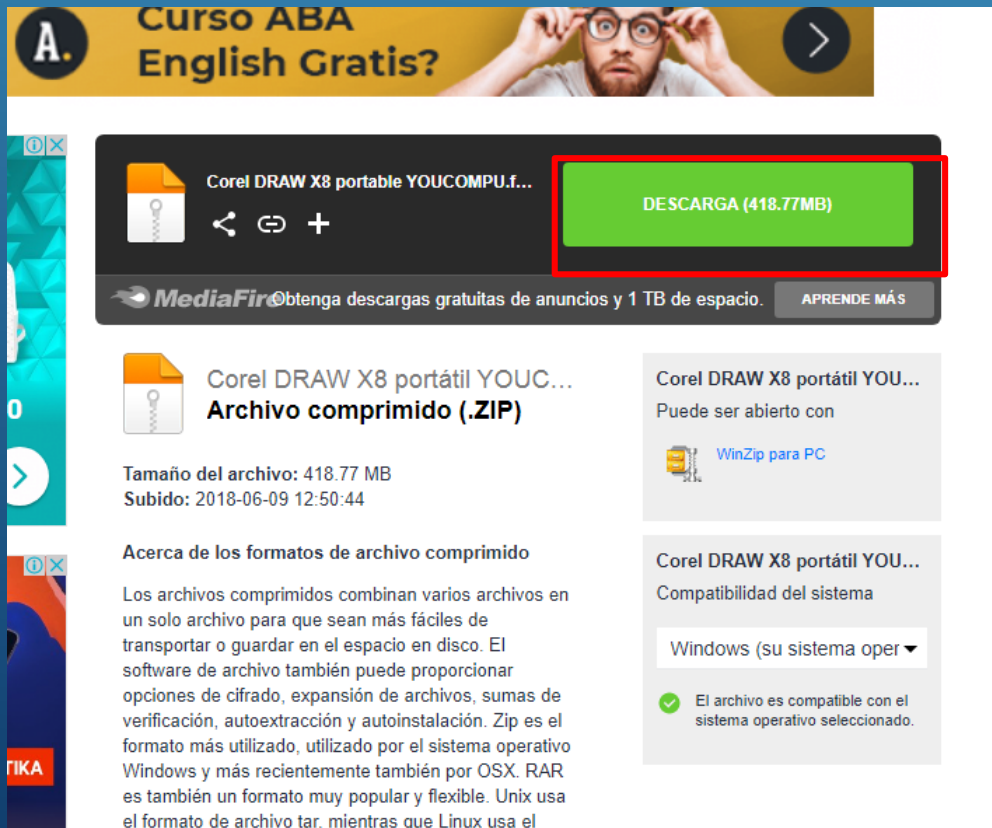 Curso ABA
English Gratis?
A.
Corel DRAW X8 portable YOUCOMPU.f...
DESCARGA (418.77MB)
MediaFire
Obtenga descargas gratuitas de anuncios y 1 TB de espacio.
APRENDE MÁS
Corel DRAW X8 portátil YOUC...
Archivo comprimido (.ZIP)
Tamaño del archivo: 418.77 MB
Subido: 2018-06-09 12:50:44
Acerca de los formatos de archivo comprimido
Los archivos comprimidos combinan varios archivos en
un solo archivo para que sean más fáciles de
transportar o guardar en el espacio en disco. El
software de archivo también puede proporcionar
opciones de cifrado, expansión de archivos, sumas de
verificación, autoextracción y autoinstalación. Zip es el
formato más utilizado, utilizado por el sistema operativo
Windows y más recientemente también por OSX. RAR
es también un formato muy popular y flexible. Unix usa
el formato de archivo tar, mientras que Linux usa el
Corel DRAW X8 portátil YOU...
Puede ser abierto con
WinZip para PC
Corel DRAW X8 portátil YOU...
Compatibilidad del sistema
Windows (su sistema oper
El archivo es compatible con el
sistema operativo seleccionado.